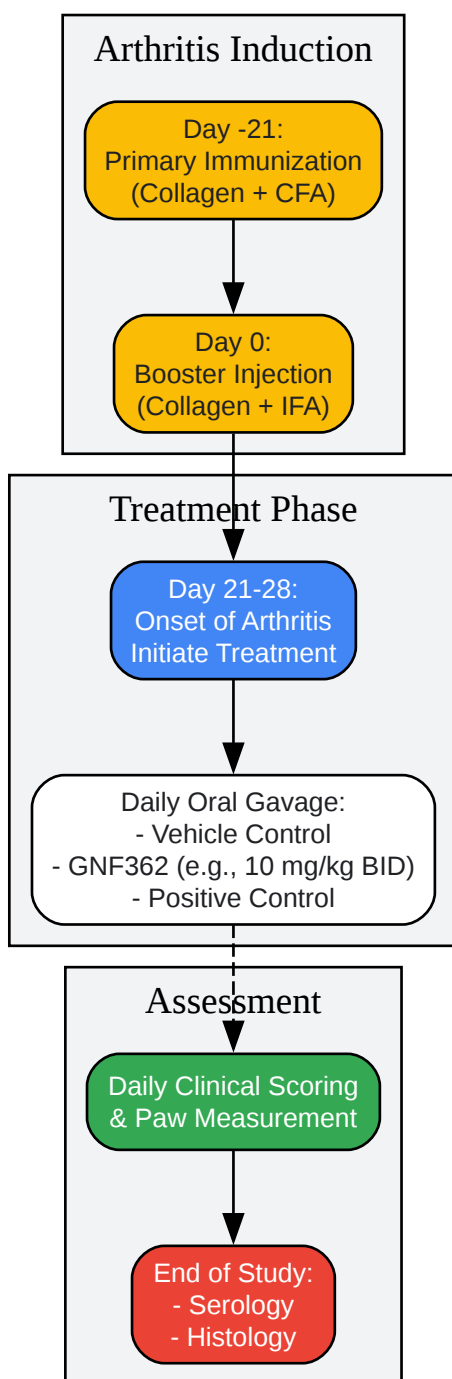 Arthritis Induction
Day -21:
Primary Immunization
(Collagen + CFA)
Day 0:
Booster Injection
(Collagen + IFA)
Treatment Phase
Day 21-28:
Onset of Arthritis
Initiate Treatment
Daily Oral Gavage:
- Vehicle Control
- GNF362 (e.g., 10 mg/kg BID)
- Positive Control
Assessment
Daily Clinical Scoring
& Paw Measurement
End of Study:
- Serology
- Histology